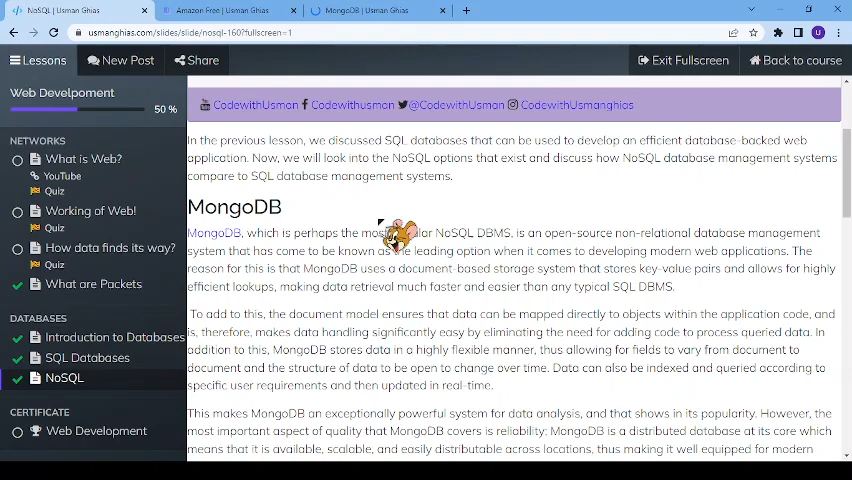 NoSQL | Usman Ghias
Amazon Free | Usman Ghias
MongoDB | Usman Ghias
usmanghias.com/slides/slide/nosql-160?fullscreen=1
U
Lessons
New Post
Share
Exit Fullscreen
Back to course
Web Develpoment
50 %
NETWORKS
What is Web?
YouTube
Quiz
Working of Web!
Quiz
How data finds its way?
Quiz
What are Packets
DATABASES
Introduction to Databases
SQL Databases
NoSQL
CERTIFICATE
Web Development
CodewithUsman Codewithusman @CodewithUsman CodewithUsmanghias
In the previous lesson, we discussed SQL databases that can be used to develop an efficient database-backed web
application. Now, we will look into the NoSQL options that exist and discuss how NoSQL database management systems
compare to SQL database management systems.
MongoDB
MongoDB, which is perhaps the most NoSQL DBMS, is an open-source non-relational database management
system that has come to be known as the leading option when it comes to developing modern web applications. The
reason for this is that MongoDB uses a document-based storage system that stores key-value pairs and allows for highly
efficient lookups, making data retrieval much faster and easier than any typical SQL DBMS.
To add to this, the document model ensures that data can be mapped directly to objects within the application code, and
is, therefore, makes data handling significantly easy by eliminating the need for adding code to process queried data. In
addition to this, MongoDB stores data in a highly flexible manner, thus allowing for fields to vary from document to
document and the structure of data to be open to change over time. Data can also be indexed and queried according to
specific user requirements and then updated in real-time.
This makes MongoDB an exceptionally powerful system for data analysis, and that shows in its popularity. However, the
most important aspect of quality that MongoDB covers is reliability; MongoDB is a distributed database at its core which
means that it is available, scalable, and easily distributable across locations, thus making it well equipped for modern